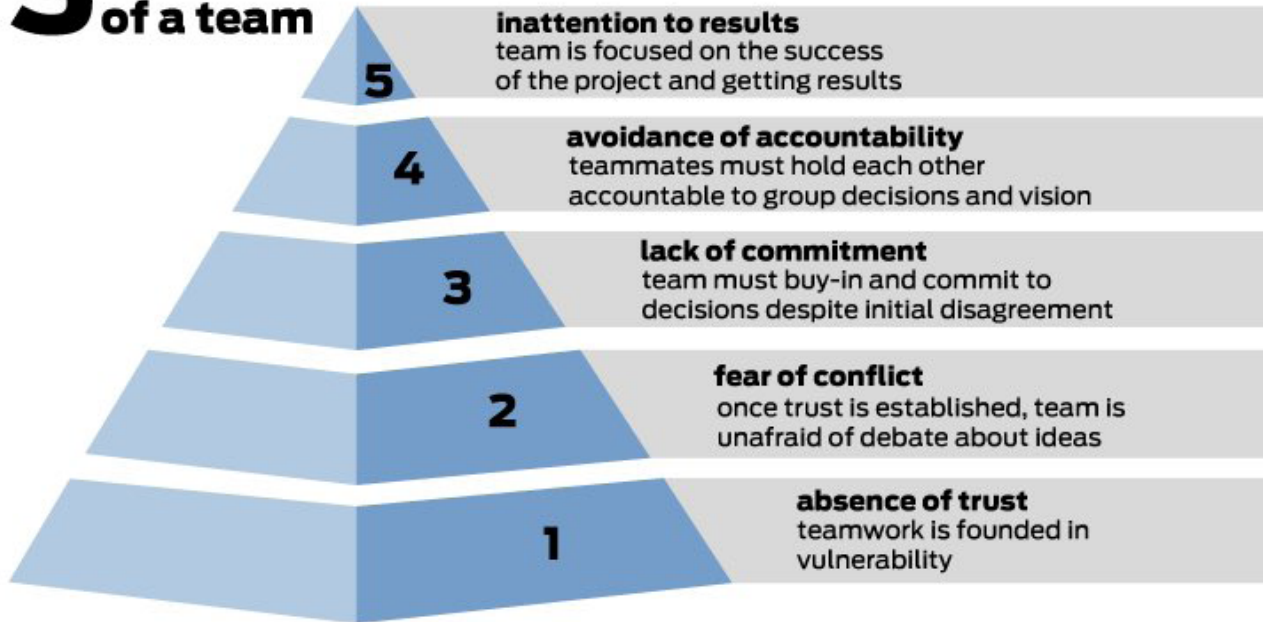 of a team
inattention to results
team is focused on the success
of the project and getting results
5
avoidance of accountability
teammates must hold each other
accountable to group decisions and vision
4
lack of commitment
team must buy-in and commit to
decisions despite initial disagreement
3
fear of conflict
once trust is established, team is
unafraid of debate about ideas
2
absence of trust
teamwork is founded in
vulnerability
1